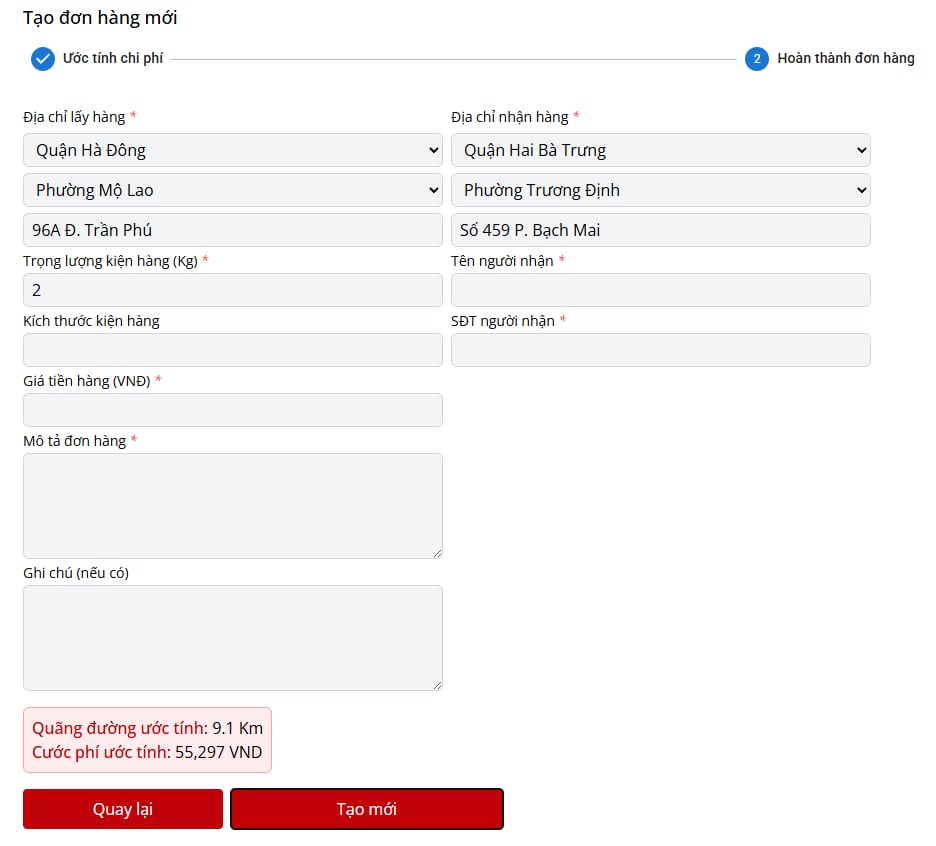 Tạo đơn hàng mới
Ước tính chi phí
2 Hoàn thành đơn hàng
Địa chỉ lấy hàng *
Quận Hà Đông
Phường Mộ Lao
96A Đ. Trần Phú
Địa chỉ nhận hàng *
Quận Hai Bà Trưng
Phường Trương Định
Số 459 P. Bạch Mai
Trọng lượng kiện hàng (Kg) *
2
Tên người nhận *
Kích thước kiện hàng
SĐT người nhận *
Giá tiền hàng (VNĐ) *
Mô tả đơn hàng *
Ghi chú (nếu có)
Quãng đường ước tính: 9.1 Km
Cước phí ước tính: 55,297 VND
Quay lại
Tạo mới